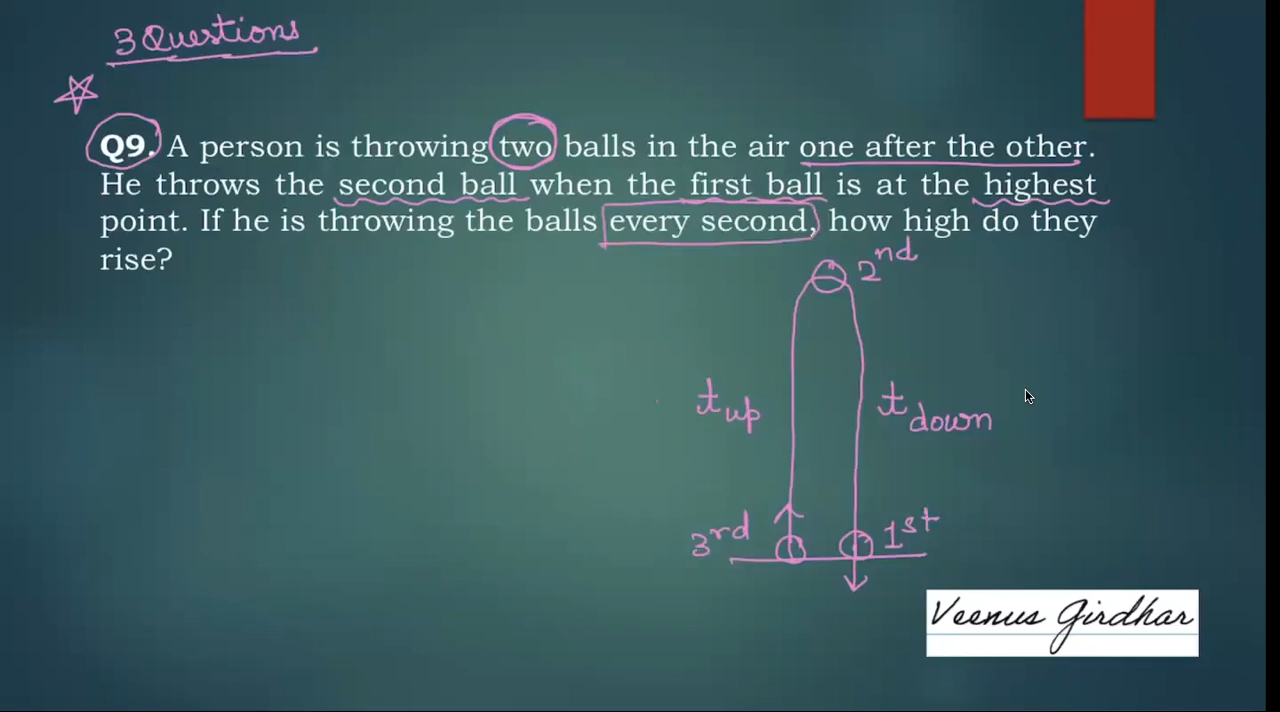 3 Questions
Q9. A person is throwing two balls in the air one after the other.
He throws the second ball when the first ball is at the highest
point. If he is throwing the balls every second, how high do they
rise?
2nd
tup
tdown
3rd
1st
Veenus Girdhar